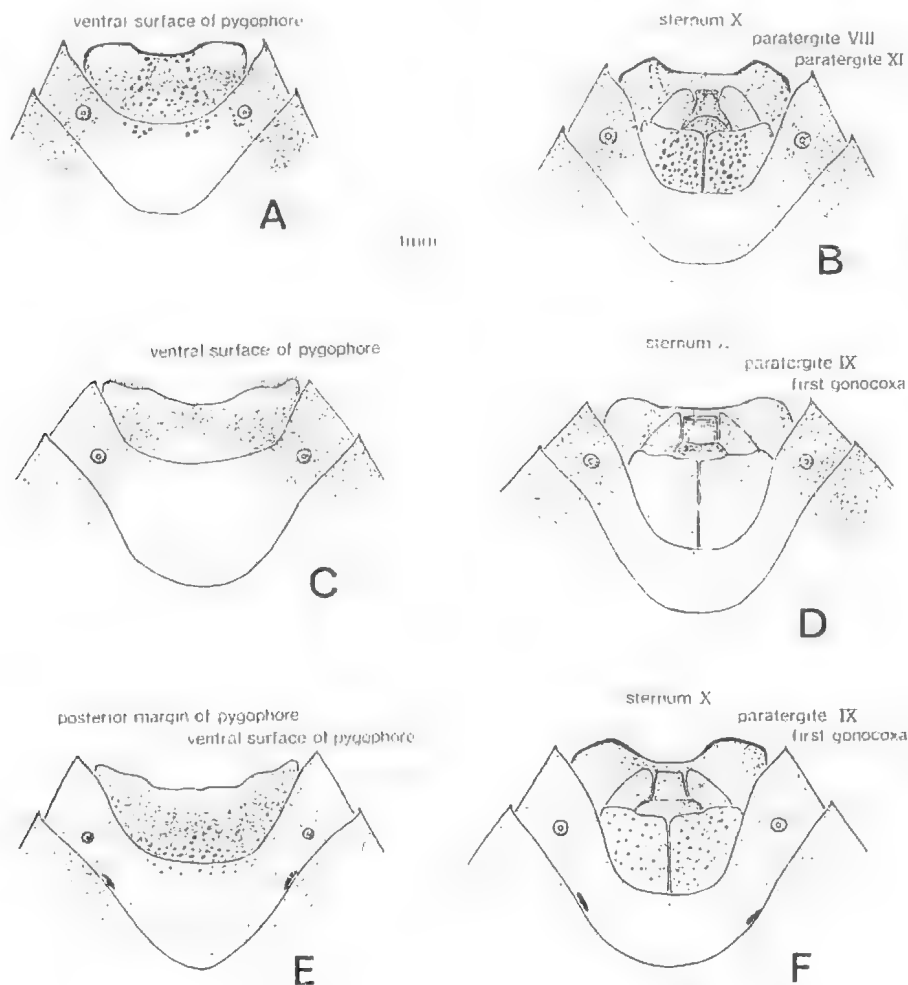 ventral surface of pygophore
sternum X
paratergite VIII
paratergite XI
A
1mm
B
ventral surface of pygophore
sternum
paratergite IX
first gonocoxa
C
D
posterior margin of pygophore
ventral surface of pygophore
sternum X
paratergite IX
first gonocoxa
E
F